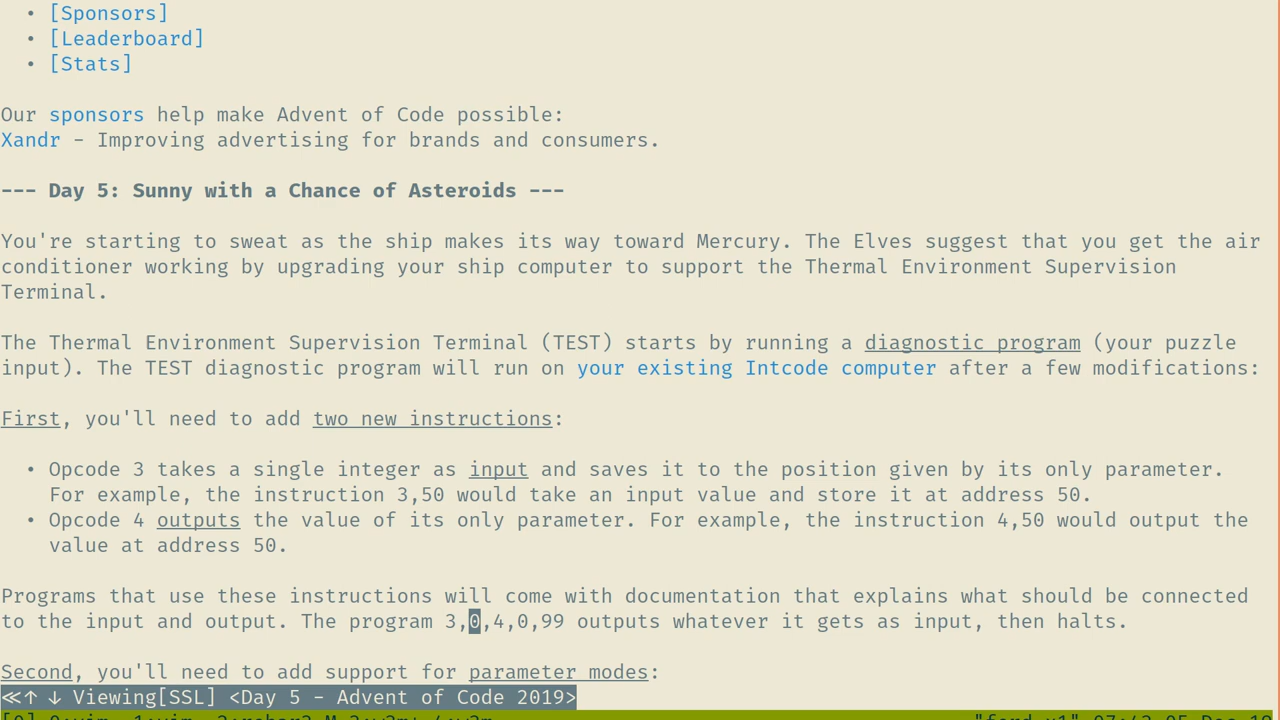 • [Sponsors]
• [Leaderboard]
• [Stats]
Our sponsors help make Advent of Code possible:
Xandr - Improving advertising for brands and consumers.
--- Day 5: Sunny with a Chance of Asteroids ---
You're starting to sweat as the ship makes its way toward Mercury. The Elves suggest that you get the air
conditioner working by upgrading your ship computer to support the Thermal Environment Supervision
Terminal.
The Thermal Environment Supervision Terminal (TEST) starts by running a diagnostic program (your puzzle
input). The TEST diagnostic program will run on your existing Intcode computer after a few modifications:
First, you'll need to add two new instructions:
• Opcode 3 takes a single integer as input and saves it to the position given by its only parameter.
For example, the instruction 3,50 would take an input value and store it at address 50.
• Opcode 4 outputs the value of its only parameter. For example, the instruction 4,50 would output the
value at address 50.
Programs that use these instructions will come with documentation that explains what should be connected
to the input and output. The program 3,0,4,0,99 outputs whatever it gets as input, then halts.
Second, you'll need to add support for parameter modes:
≪↑ ↓ Viewing[SSL] <Day 5 - Advent of Code 2019>